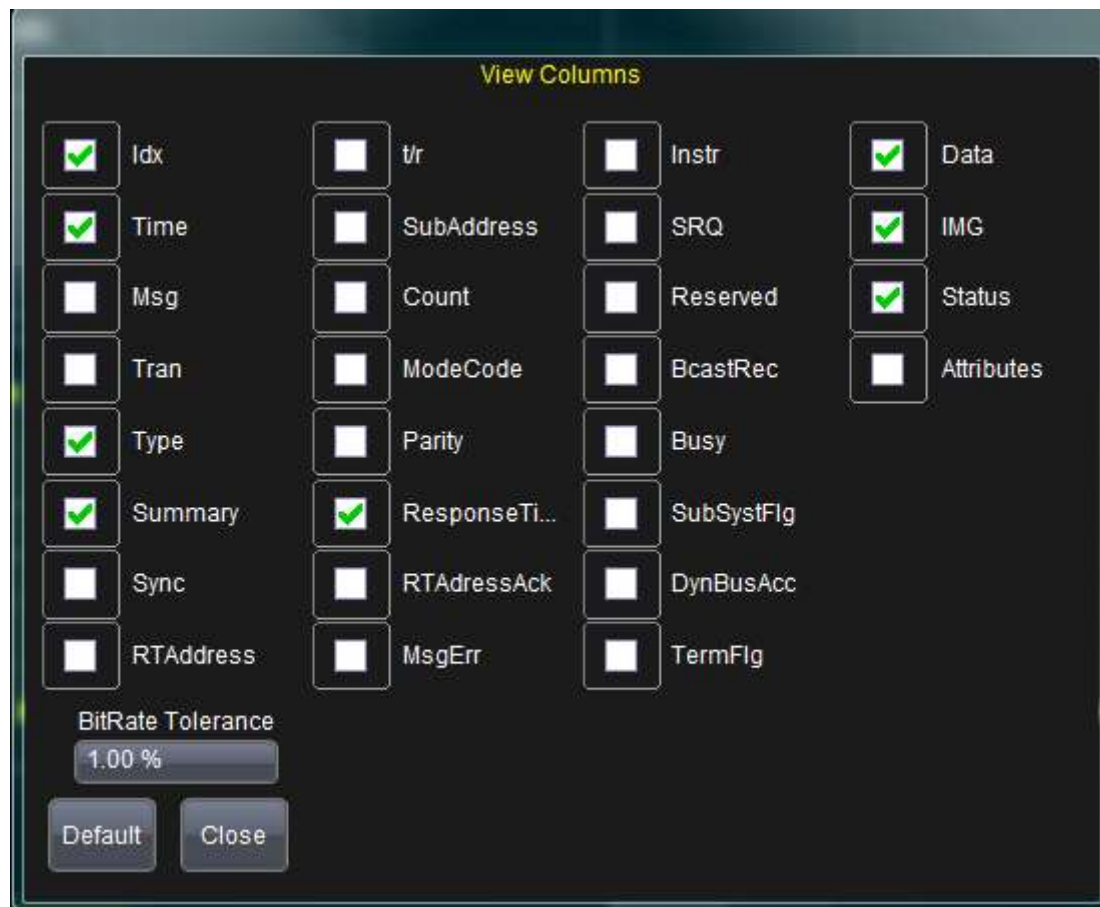 View Columns
Idx t/r Instr Data
Time SubAddress SRQ IMG
Msg Count Reserved Status
Tran ModeCode BcastRec Attributes
Type Parity Busy
Summary ResponseTi... SubSystFlg
Sync RTAdressAck DynBusAcc
RTAddress MsgErr TermFlg
BitRate Tolerance
1.00 %
Default Close